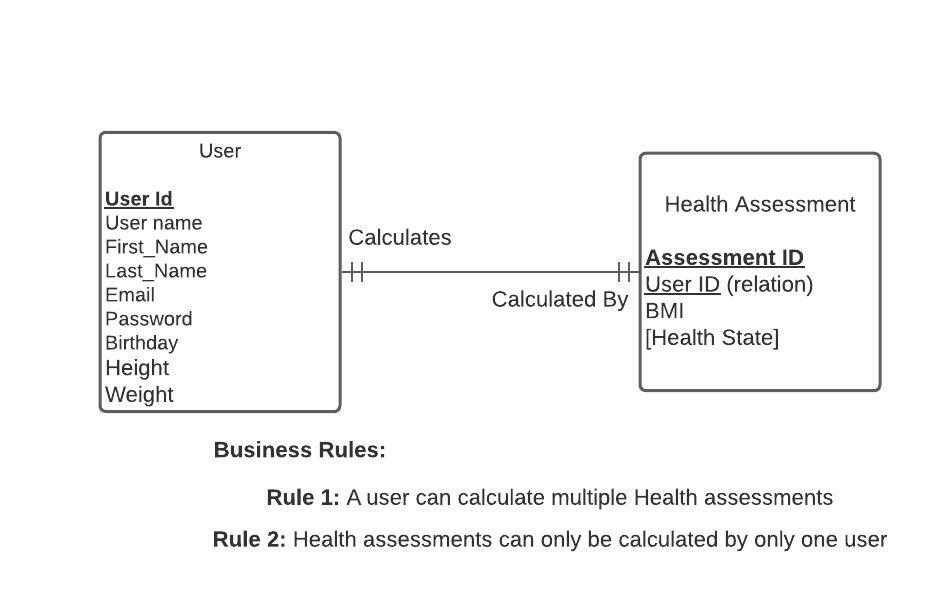 User
User Id
User name
First_Name
Last_Name
Email
Password
Birthday
Height
Weight
Calculates
Calculated By
Health Assessment
Assessment ID
User ID (relation)
BMI
[Health State]
Business Rules:
Rule 1: A user can calculate multiple Health assessments
Rule 2: Health assessments can only be calculated by only one user